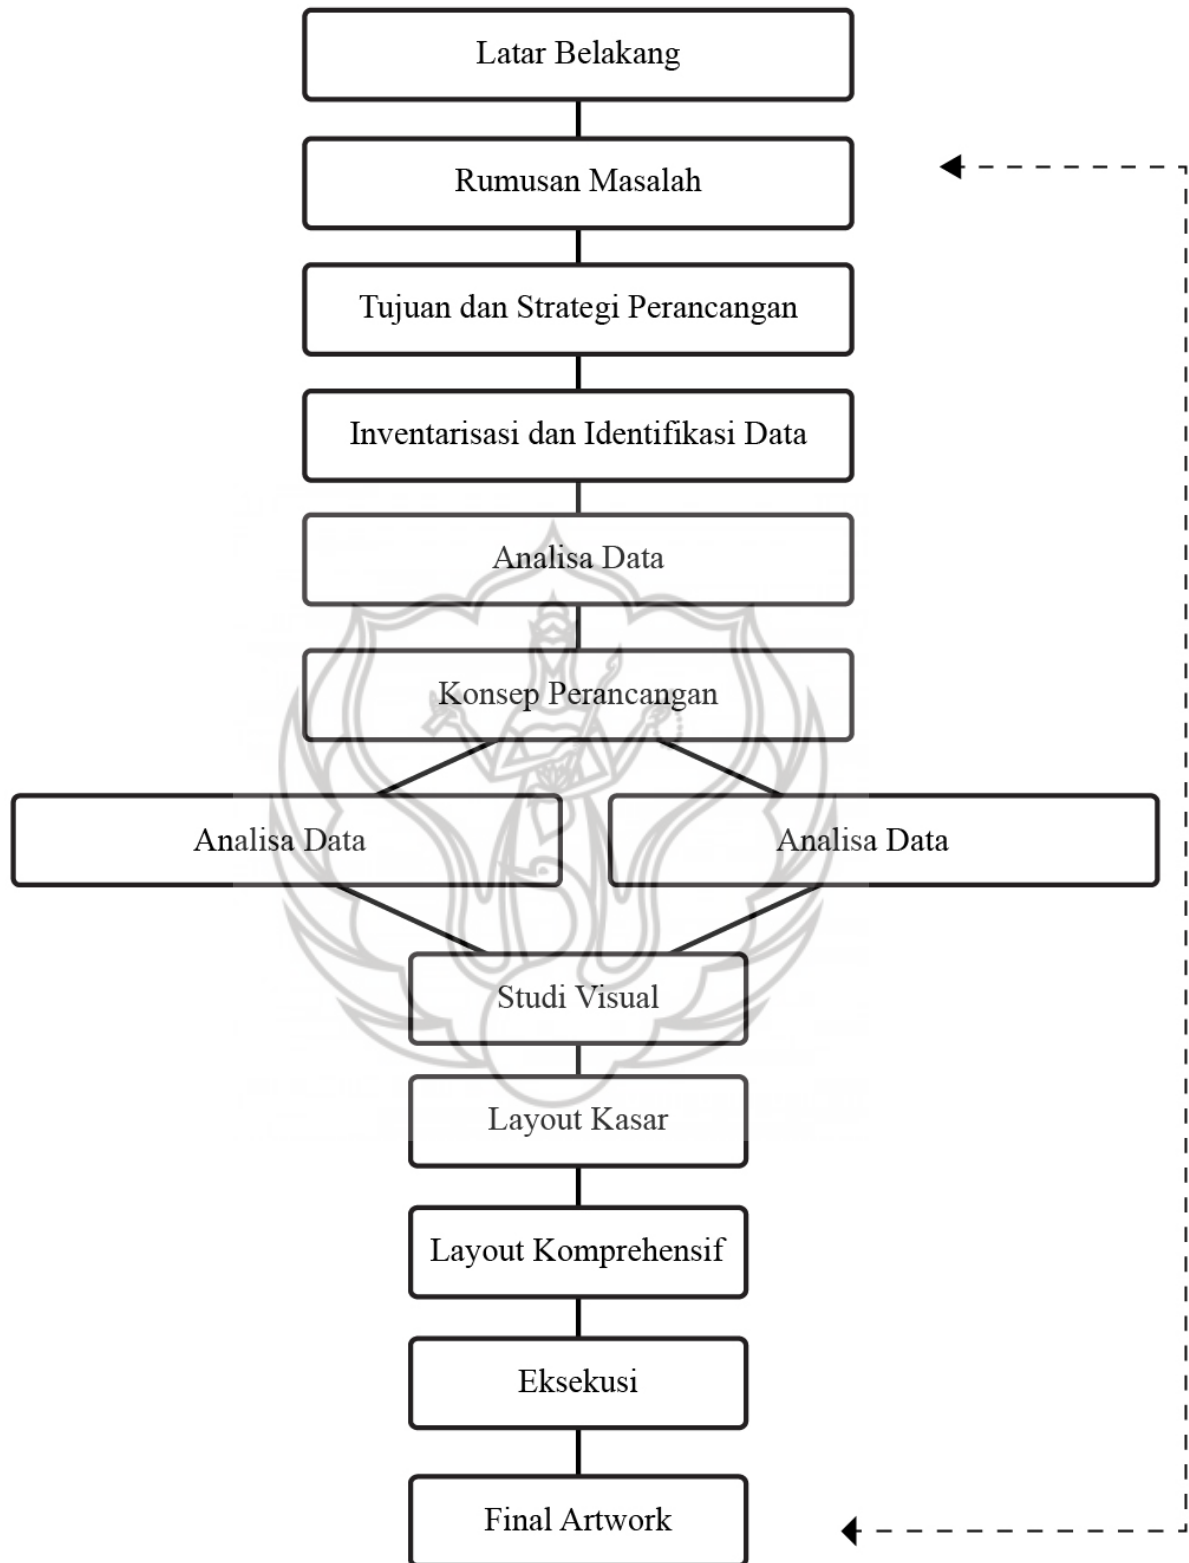 Latar Belakang
Rumusan Masalah
Tujuan dan Strategi Perancangan
Inventarisasi dan Identifikasi Data
Analisa Data
Konsep Perancangan
Analisa Data
Analisa Data
Studi Visual
Layout Kasar
Layout Komprehensif
Eksekusi
Final Artwork